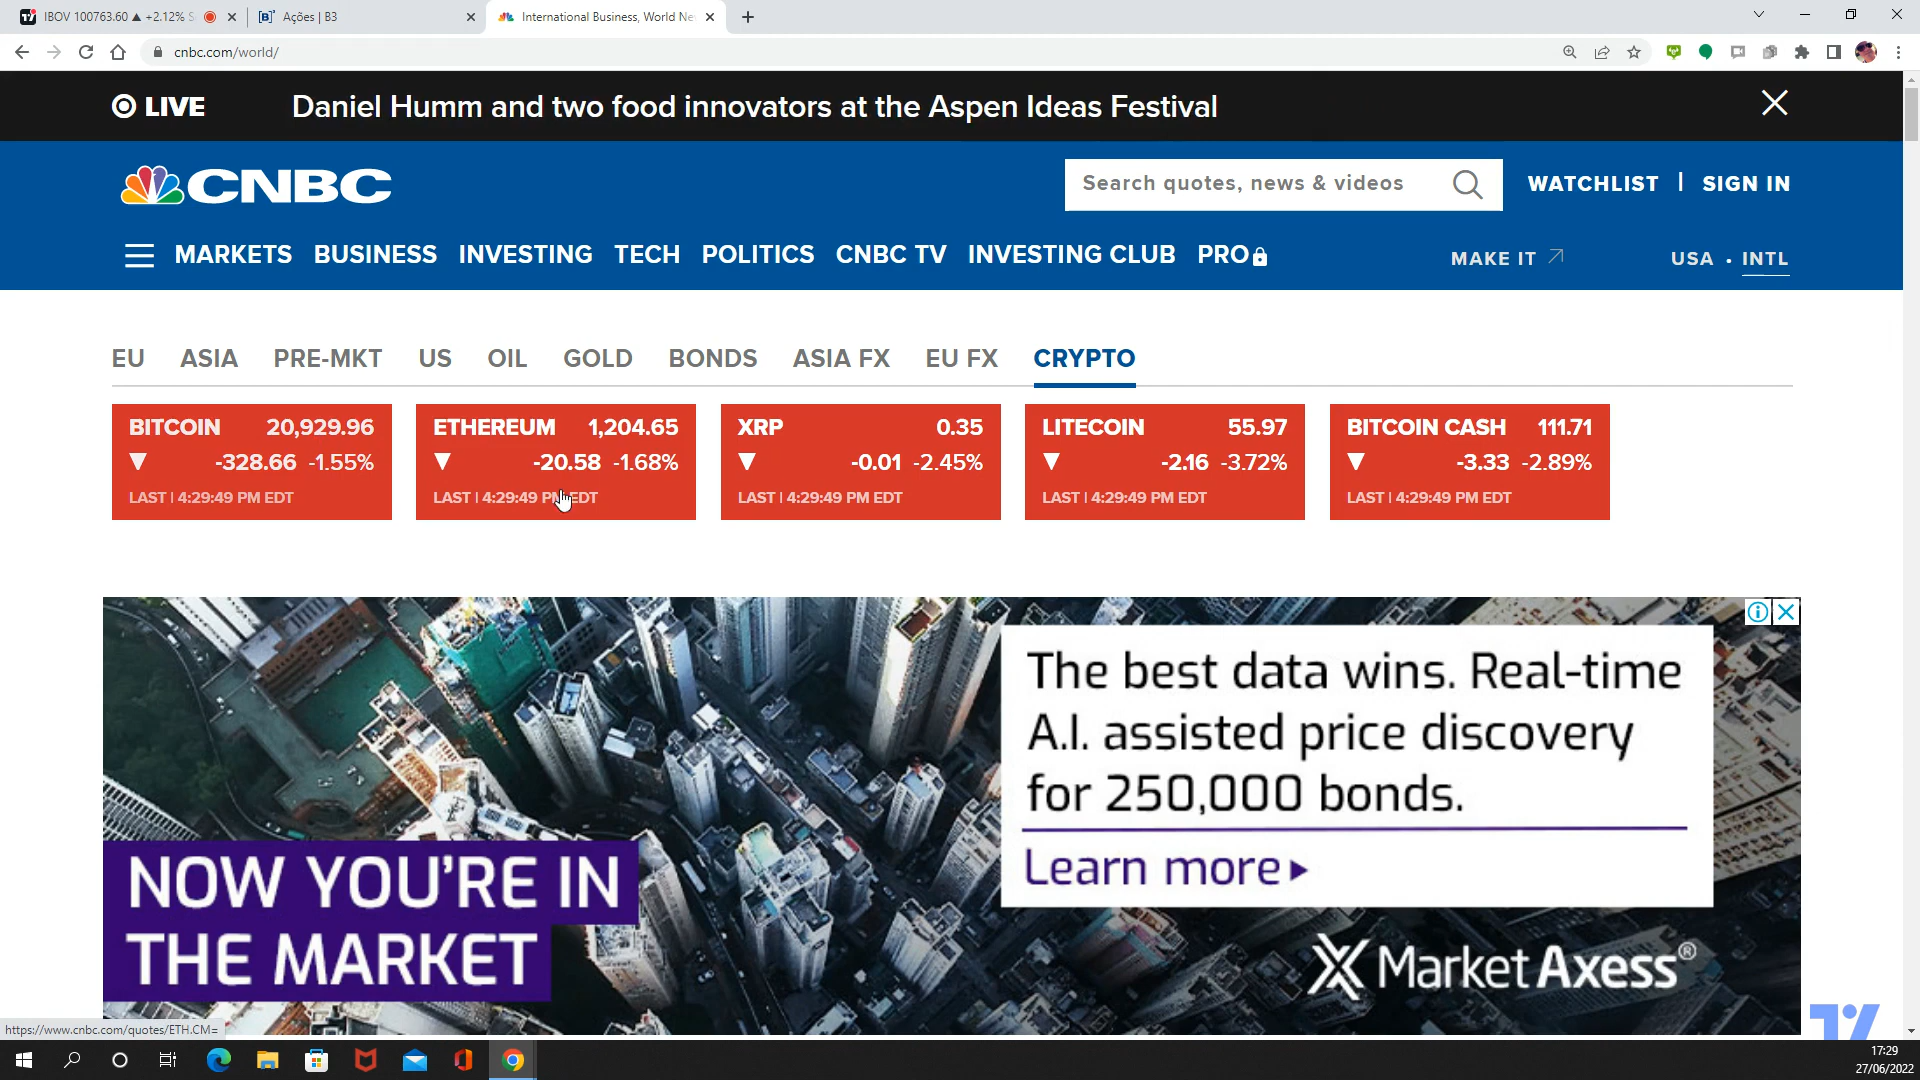 IBOV 100763.60 ▲ +2.12% S
Ações | B3
International Business, World Ne
cnbc.com/world/
LIVE Daniel Humm and two food innovators at the Aspen Ideas Festival
CNBC
Search quotes, news & videos
WATCHLIST | SIGN IN
MARKETS BUSINESS INVESTING TECH POLITICS CNBC TV INVESTING CLUB PRO
MAKE IT
USA • INTL
EU ASIA PRE-MKT US OIL GOLD BONDS ASIA FX EU FX CRYPTO
BITCOIN 20,929.96
▼ -328.66 -1.55%
LAST | 4:29:49 PM EDT
ETHEREUM 1,204.65
▼ -20.58 -1.68%
LAST | 4:29:49 PM EDT
XRP 0.35
▼ -0.01 -2.45%
LAST | 4:29:49 PM EDT
LITECOIN 55.97
▼ -2.16 -3.72%
LAST | 4:29:49 PM EDT
BITCOIN CASH 111.71
▼ -3.33 -2.89%
LAST | 4:29:49 PM EDT
The best data wins. Real-time
A.I. assisted price discovery
for 250,000 bonds.
Learn more▸
NOW YOU'RE IN
THE MARKET
MarketAxess®
https://www.cnbc.com/quotes/ETH.CM=
17:29
27/06/2022